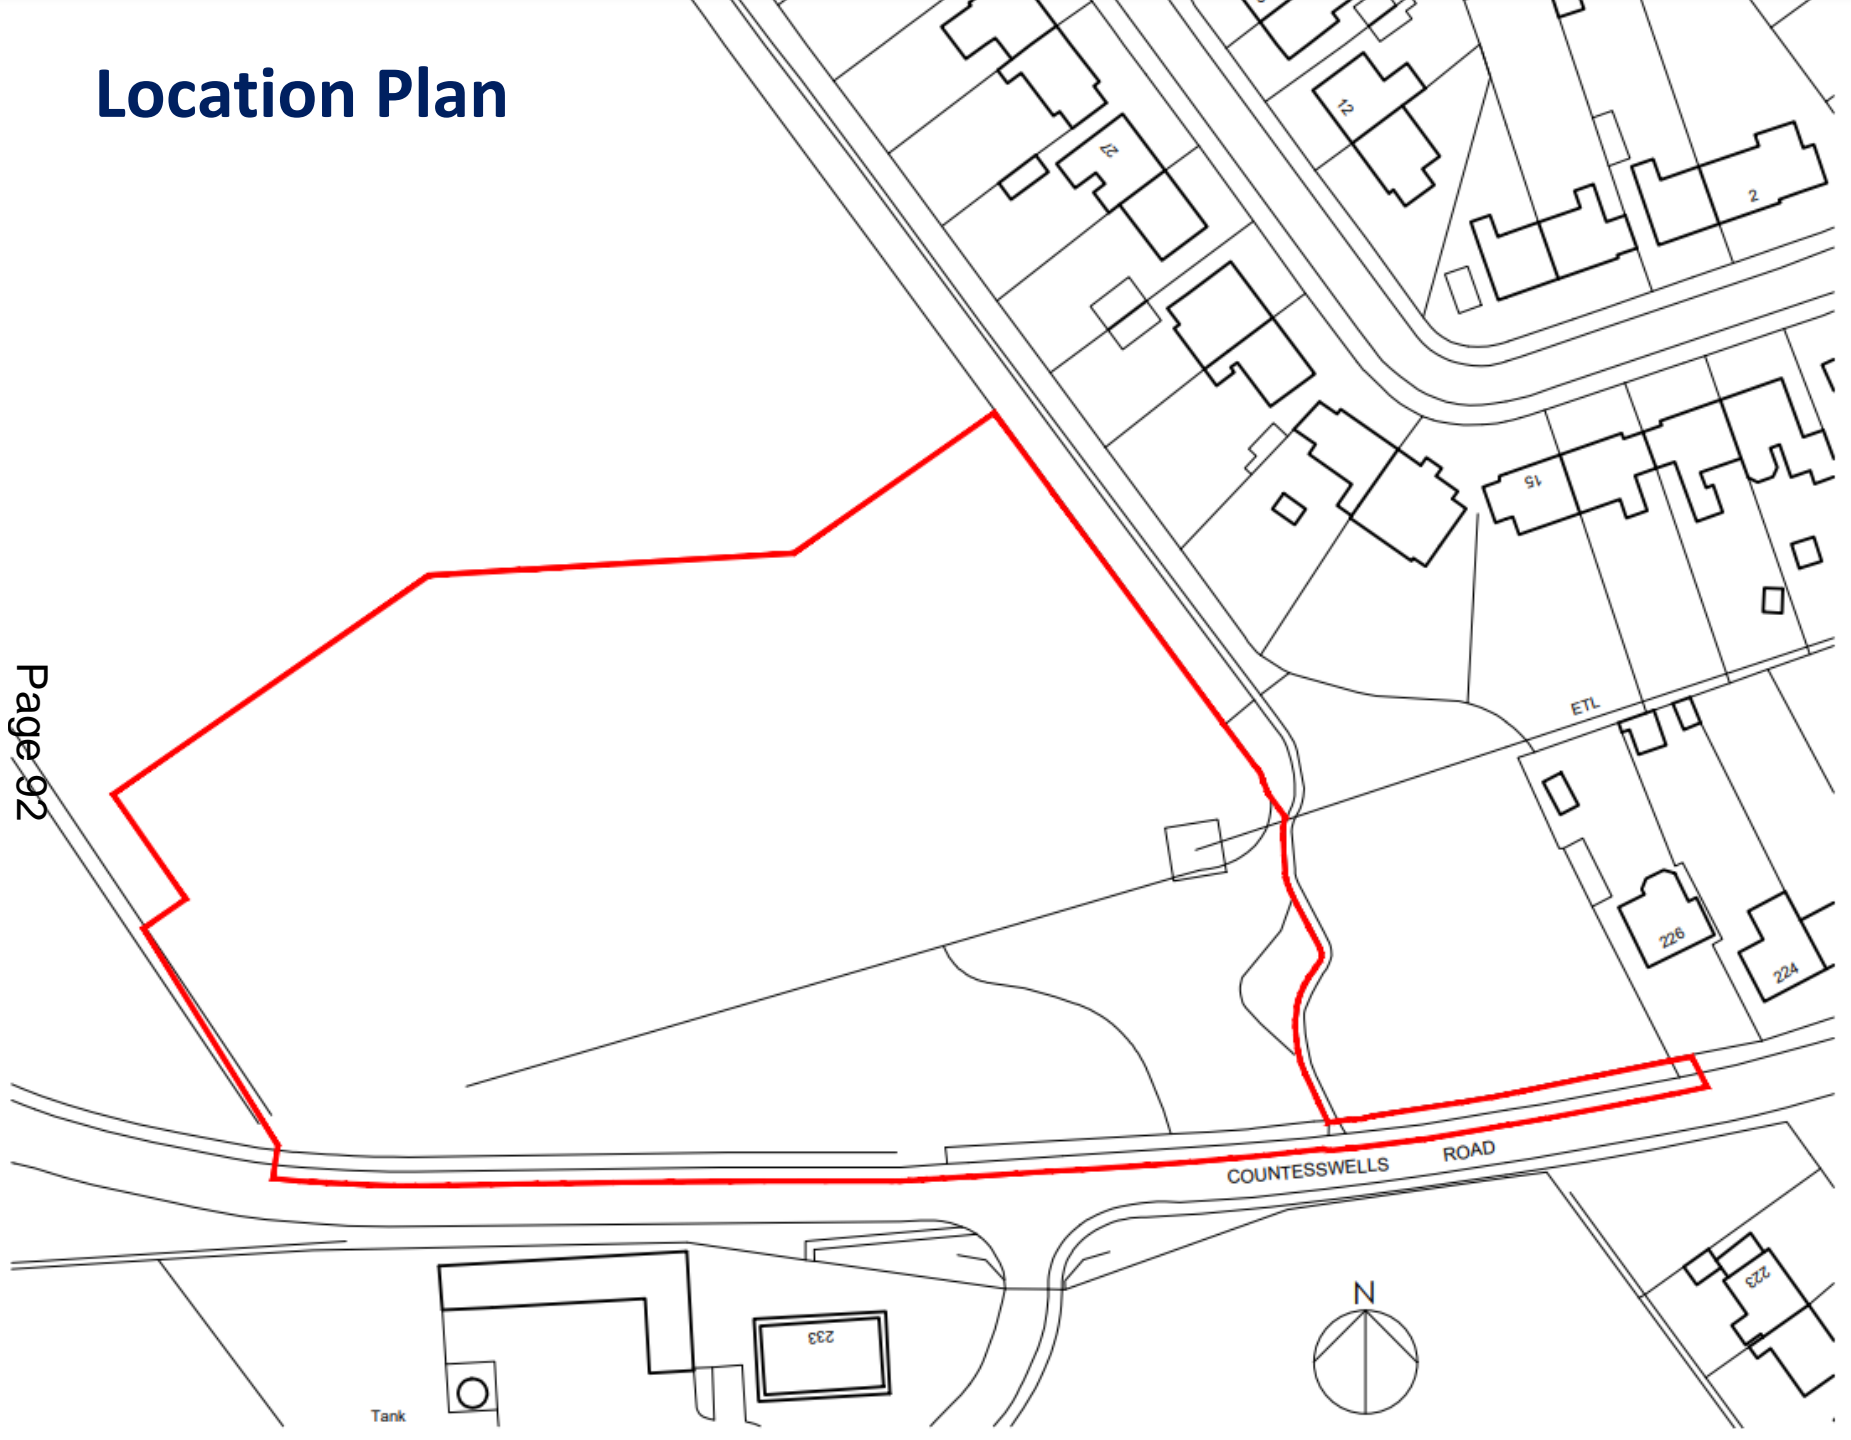 Location Plan
27
12
2
15
ETL
Page 92
226
224
COUNTESSWELLS ROAD
N
223
233
Tank